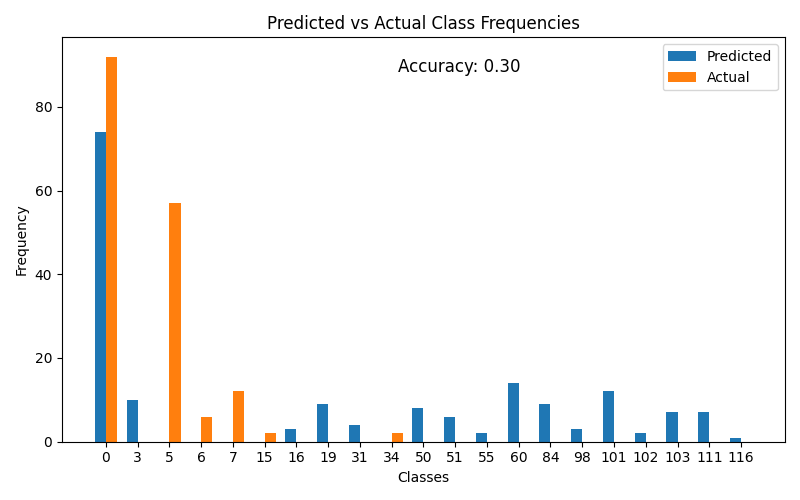 Predicted vs Actual Class Frequencies
Accuracy: 0.30
Predicted
Actual
Frequency
80
60
40
20
0
0 3 5 6 7 15 16 19 31 34 50 51 55 60 84 98 101 102 103 111 116
Classes